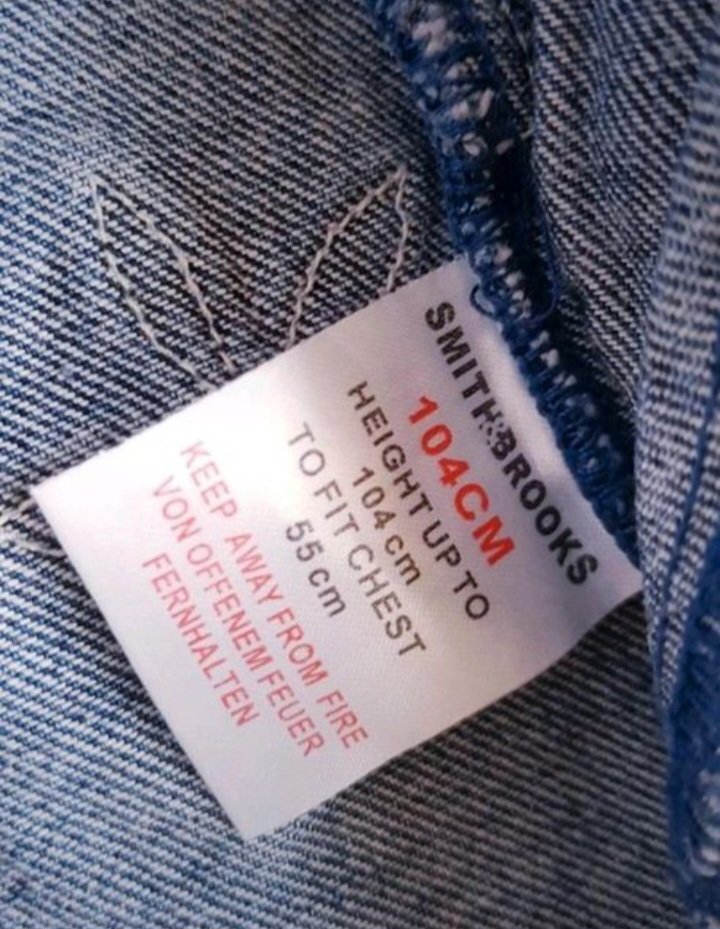 SMITH&BROOKS
104CM
HEIGHT UP TO
104 cm
TO FIT CHEST
55 cm
KEEP AWAY FROM FIRE
VON OFFENEM FEUER
FERNHALTEN